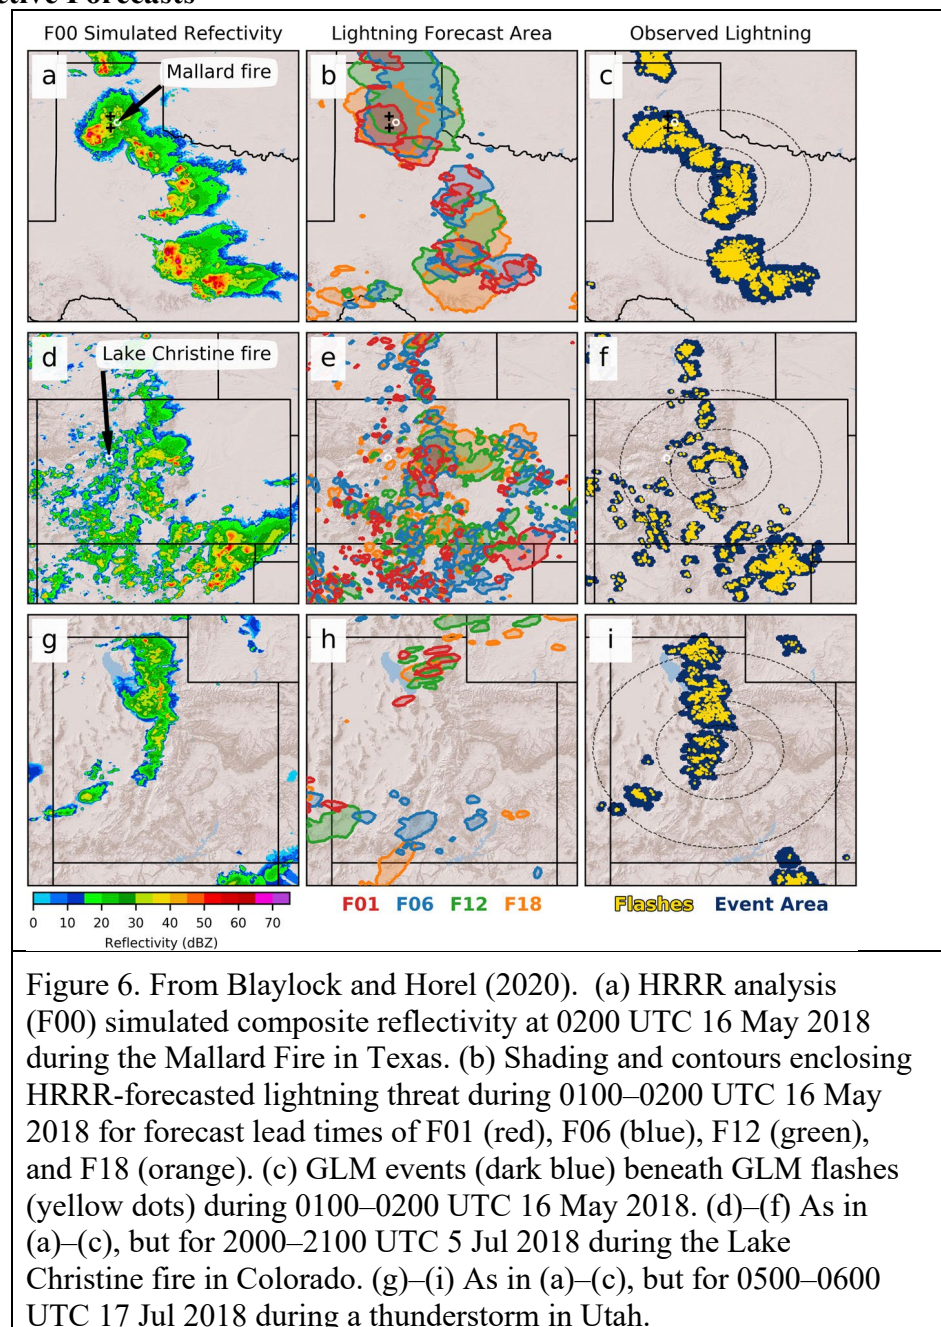 ctive Forecasts
F00 Simulated Refectivity Lightning Forecast Area Observed Lightning
a Mallard fire b c
d Lake Christine fire e f
g h i
0 10 20 30 40 50 60 70
Reflectivity (dBZ)
F01 F06 F12 F18
Flashes Event Area
Figure 6. From Blaylock and Horel (2020). (a) HRRR analysis
(F00) simulated composite reflectivity at 0200 UTC 16 May 2018
during the Mallard Fire in Texas. (b) Shading and contours enclosing
HRRR-forecasted lightning threat during 0100–0200 UTC 16 May
2018 for forecast lead times of F01 (red), F06 (blue), F12 (green),
and F18 (orange). (c) GLM events (dark blue) beneath GLM flashes
(yellow dots) during 0100–0200 UTC 16 May 2018. (d)–(f) As in
(a)–(c), but for 2000–2100 UTC 5 Jul 2018 during the Lake
Christine fire in Colorado. (g)–(i) As in (a)–(c), but for 0500–0600
UTC 17 Jul 2018 during a thunderstorm in Utah.